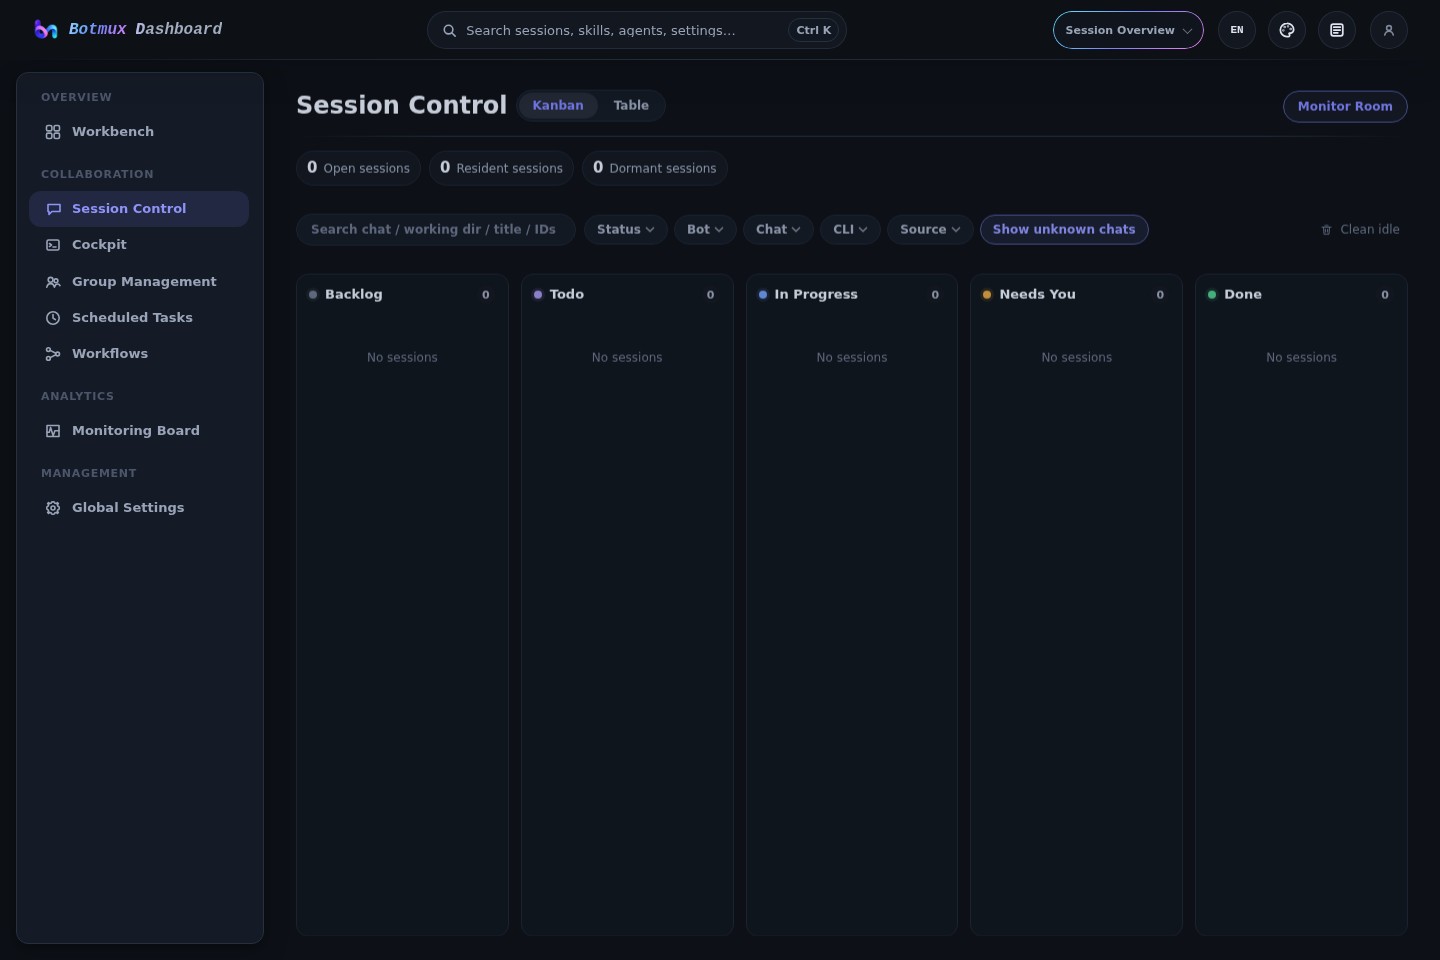 Botmux Dashboard
Search sessions, skills, agents, settings...
Ctrl K
Session Overview
EN
OVERVIEW
Workbench
COLLABORATION
Session Control
Cockpit
Group Management
Scheduled Tasks
Workflows
ANALYTICS
Monitoring Board
MANAGEMENT
Global Settings
Session Control
Kanban
Table
Monitor Room
0 Open sessions
0 Resident sessions
0 Dormant sessions
Search chat / working dir / title / IDs
Status
Bot
Chat
CLI
Source
Show unknown chats
Clean idle
Backlog 0
No sessions
Todo 0
No sessions
In Progress 0
No sessions
Needs You 0
No sessions
Done 0
No sessions